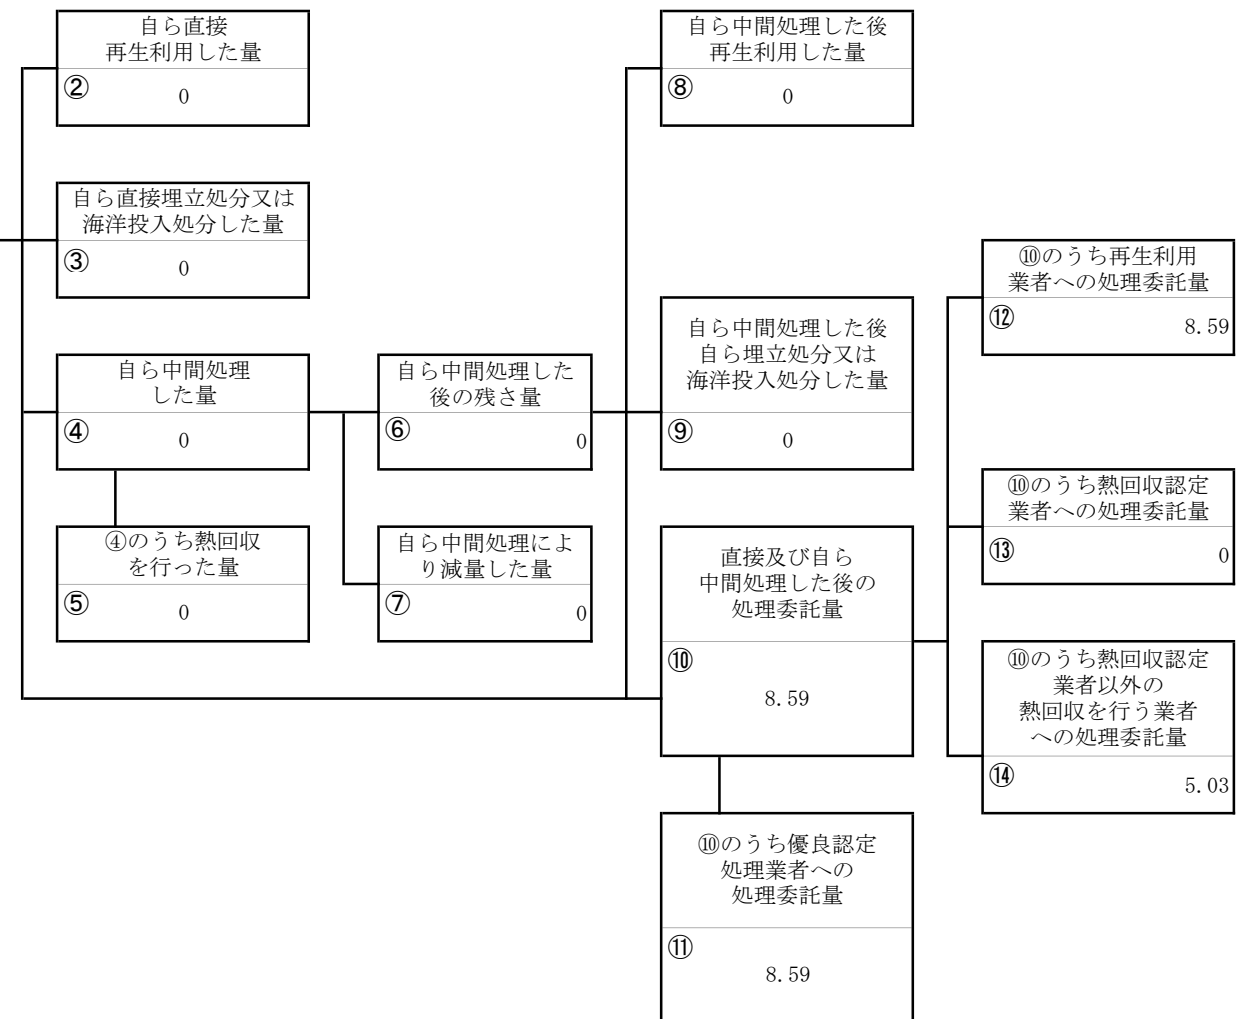 自ら直接
再生利用した量
②
0
自ら直接埋立処分又は
海洋投入処分した量
③
0
自ら中間処理
した量
④
0
④のうち熱回収
を行った量
⑤
0
自ら中間処理した
後の残さ量
⑥
0
自ら中間処理によ
り減量した量
⑦
0
自ら中間処理した後
再生利用した量
⑧
0
自ら中間処理した後
自ら埋立処分又は
海洋投入処分した量
⑨
0
直接及び自ら
中間処理した後の
処理委託量
⑩
8.59
⑩のうち優良認定
処理業者への
処理委託量
⑪
8.59
⑩のうち再生利用
業者への処理委託量
⑫
8.59
⑩のうち熱回収認定
業者への処理委託量
⑬
0
⑩のうち熱回収認定
業者以外の
熱回収を行う業者
への処理委託量
⑭
5.03